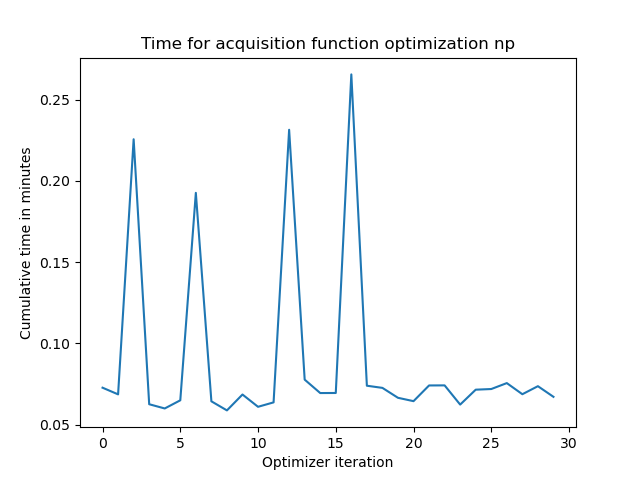 Time for acquisition function optimization np
Cumulative time in minutes
0.25
0.20
0.15
0.10
0.05
0 5 10 15 20 25 30
Optimizer iteration